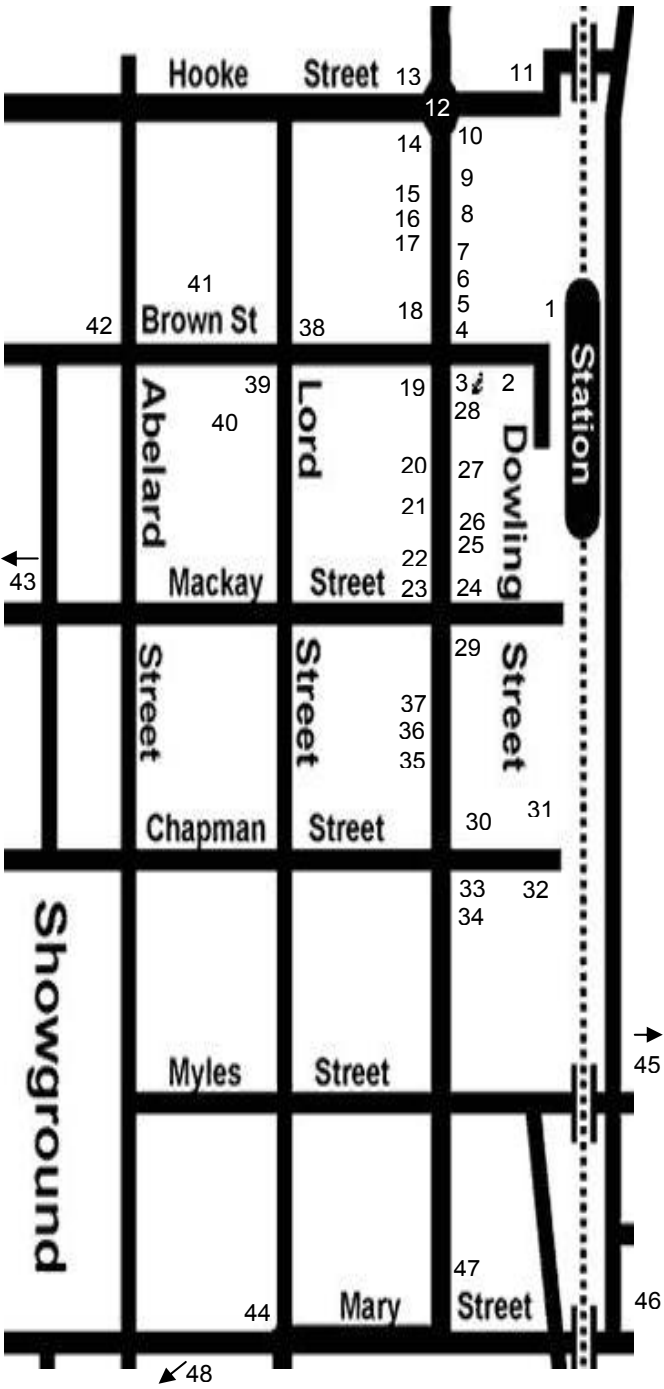 Hooke Street 13 11
12
14 10
15 9
16 8
17 7
6
41 18 5 1
42 Brown St 38 4
Station
39 19 3 2
40 28
Abelard Street
Lord Street
Dowling Street
20 27
21 26
22 25
43 Mackay Street 23 24
29
37
36
35
Chapman Street 30 31
33 32
34
Showground
45
Myles Street
47
44 Mary Street 46
48